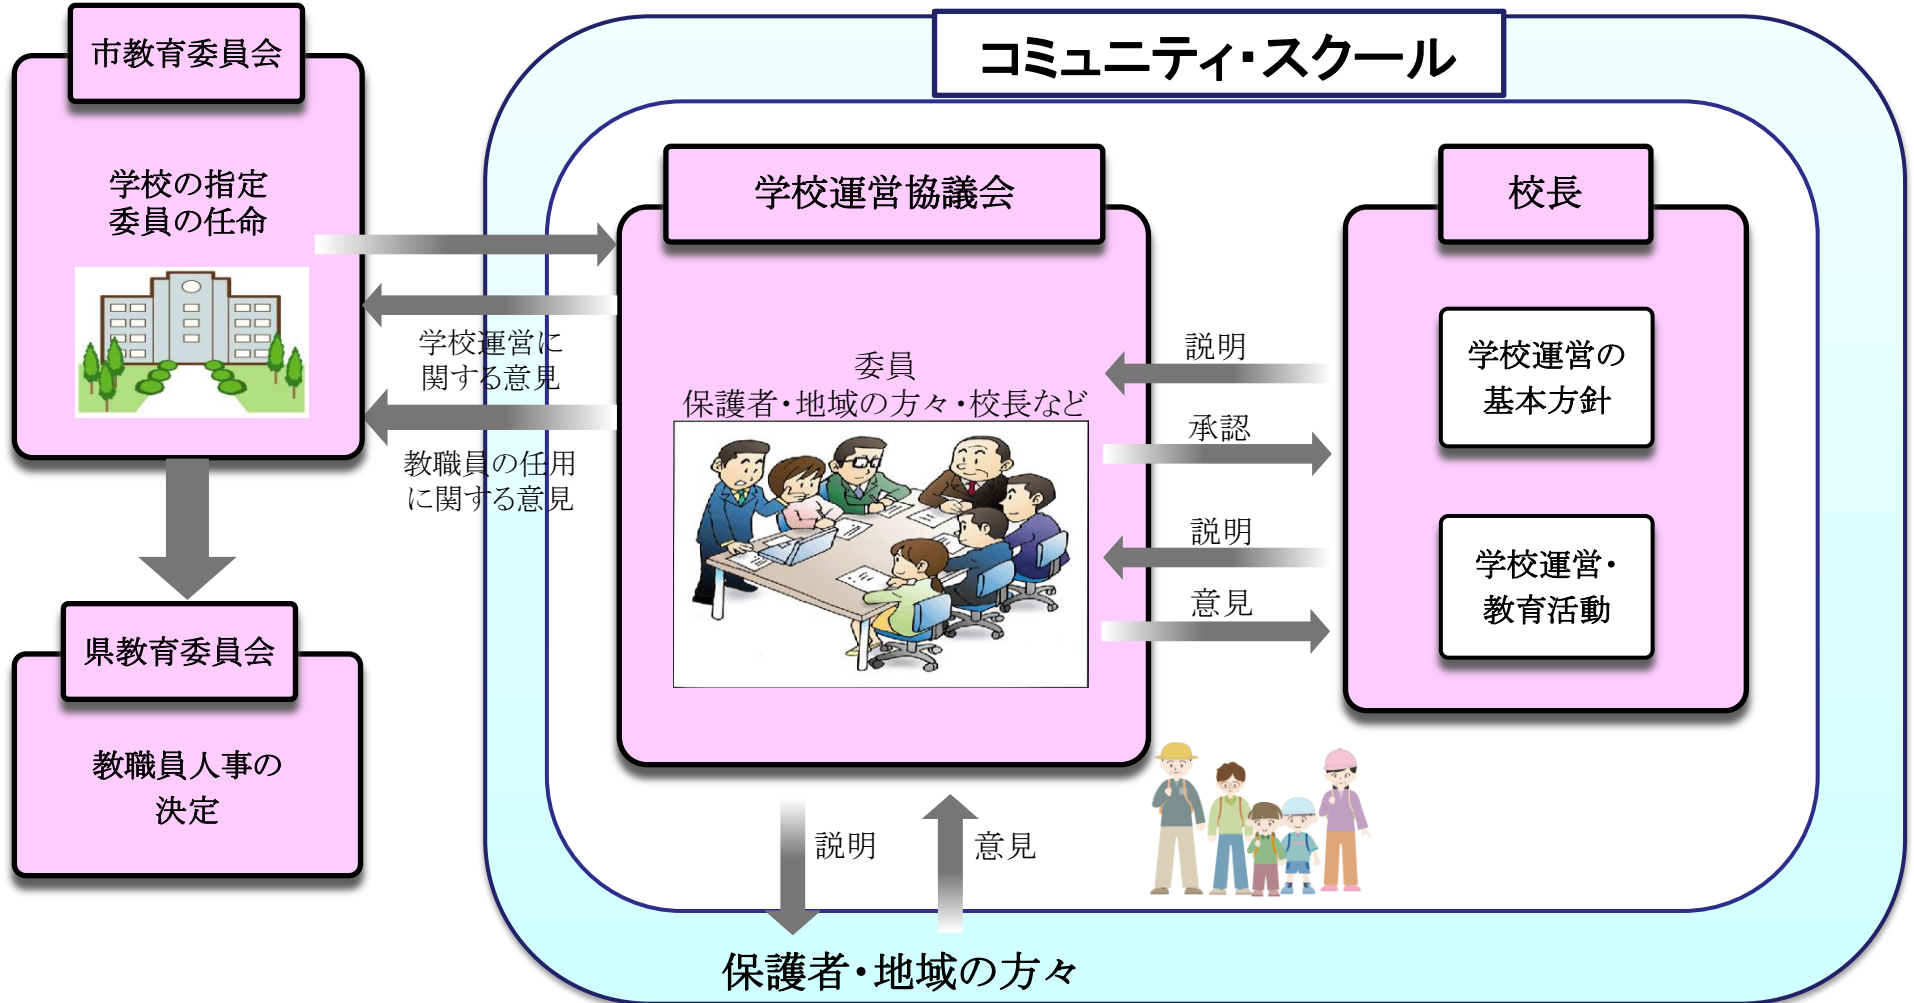 コミュニティ・スクール
市教育委員会
学校の指定
委員の任命
学校運営に
関する意見
教職員の任用
に関する意見
県教育委員会
教職員人事の
決定
学校運営協議会
委員
保護者・地域の方々・校長など
説明
承認
説明
意見
校長
学校運営の
基本方針
学校運営・
教育活動
説明
意見
保護者・地域の方々